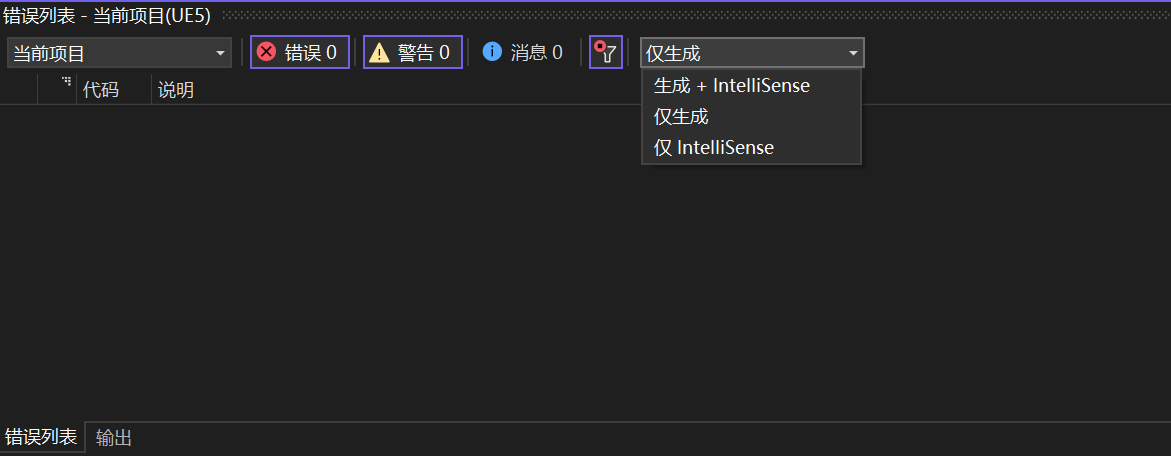 错误列表 - 当前项目(UE5)
当前项目 错误 0 警告 0 消息 0 仅生成
代码 说明
生成 + IntelliSense
仅生成
仅 IntelliSense
错误列表 输出